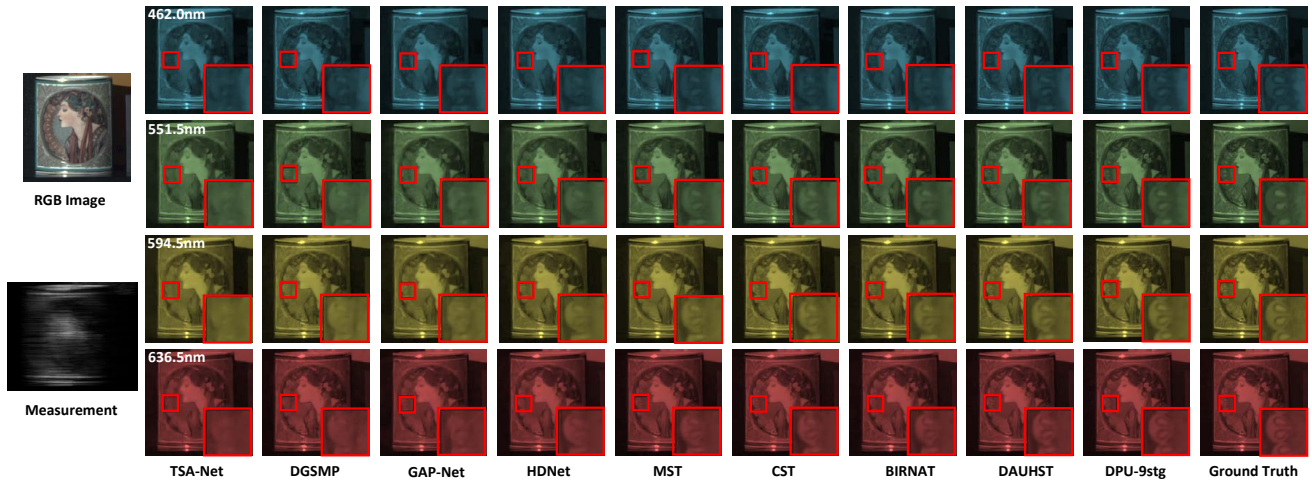 462.0nm
551.5nm
RGB Image
594.5nm
636.5nm
Measurement
TSA-Net DGSMP GAP-Net HDNet MST CST BIRNAT DAUHST DPU-9stg Ground Truth